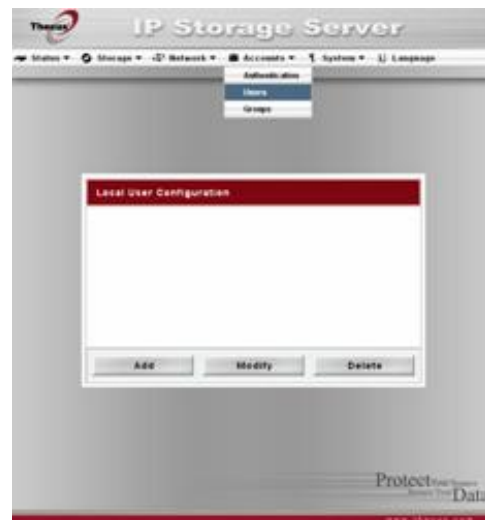 Thecus
IP Storage Server
Status Storage Network Accounts System Language
Authentication
Users
Groups
Local User Configuration
Add Modify Delete
Protect
Data